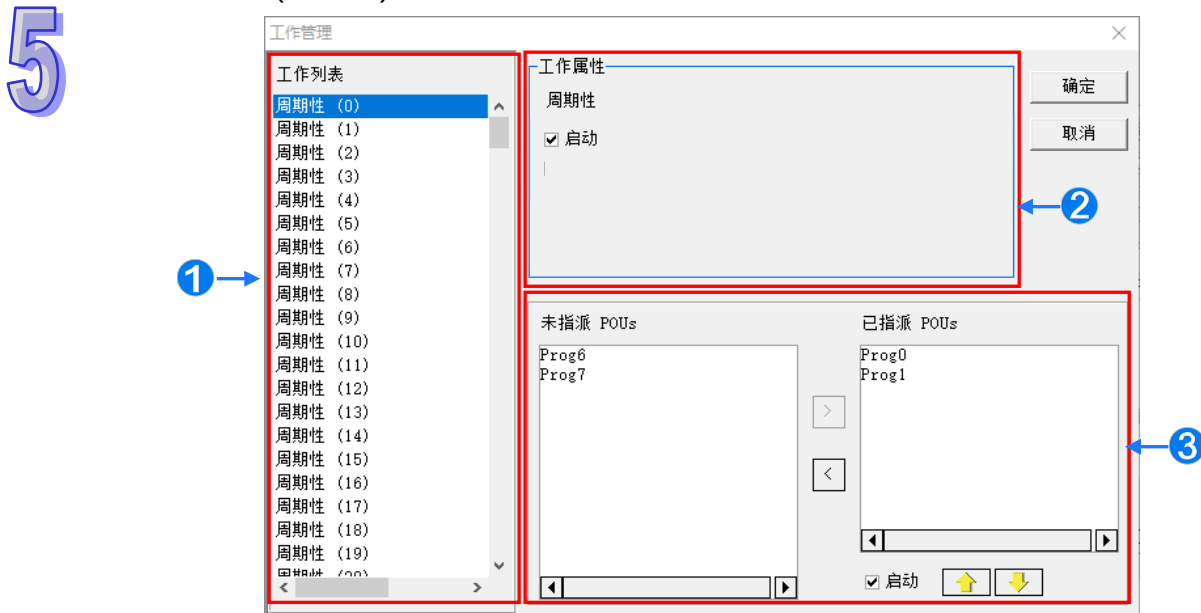 5
工作管理
工作列表
周期性 (0)
周期性 (1)
周期性 (2)
周期性 (3)
周期性 (4)
周期性 (5)
周期性 (6)
周期性 (7)
周期性 (8)
周期性 (9)
周期性 (10)
周期性 (11)
周期性 (12)
周期性 (13)
周期性 (14)
周期性 (15)
周期性 (16)
周期性 (17)
周期性 (18)
周期性 (19)
1
工作属性
周期性
启动
确定
取消
2
未指派 POUs
Prog6
Prog7
>
<
已指派 POUs
Prog0
Prog1
启动
3